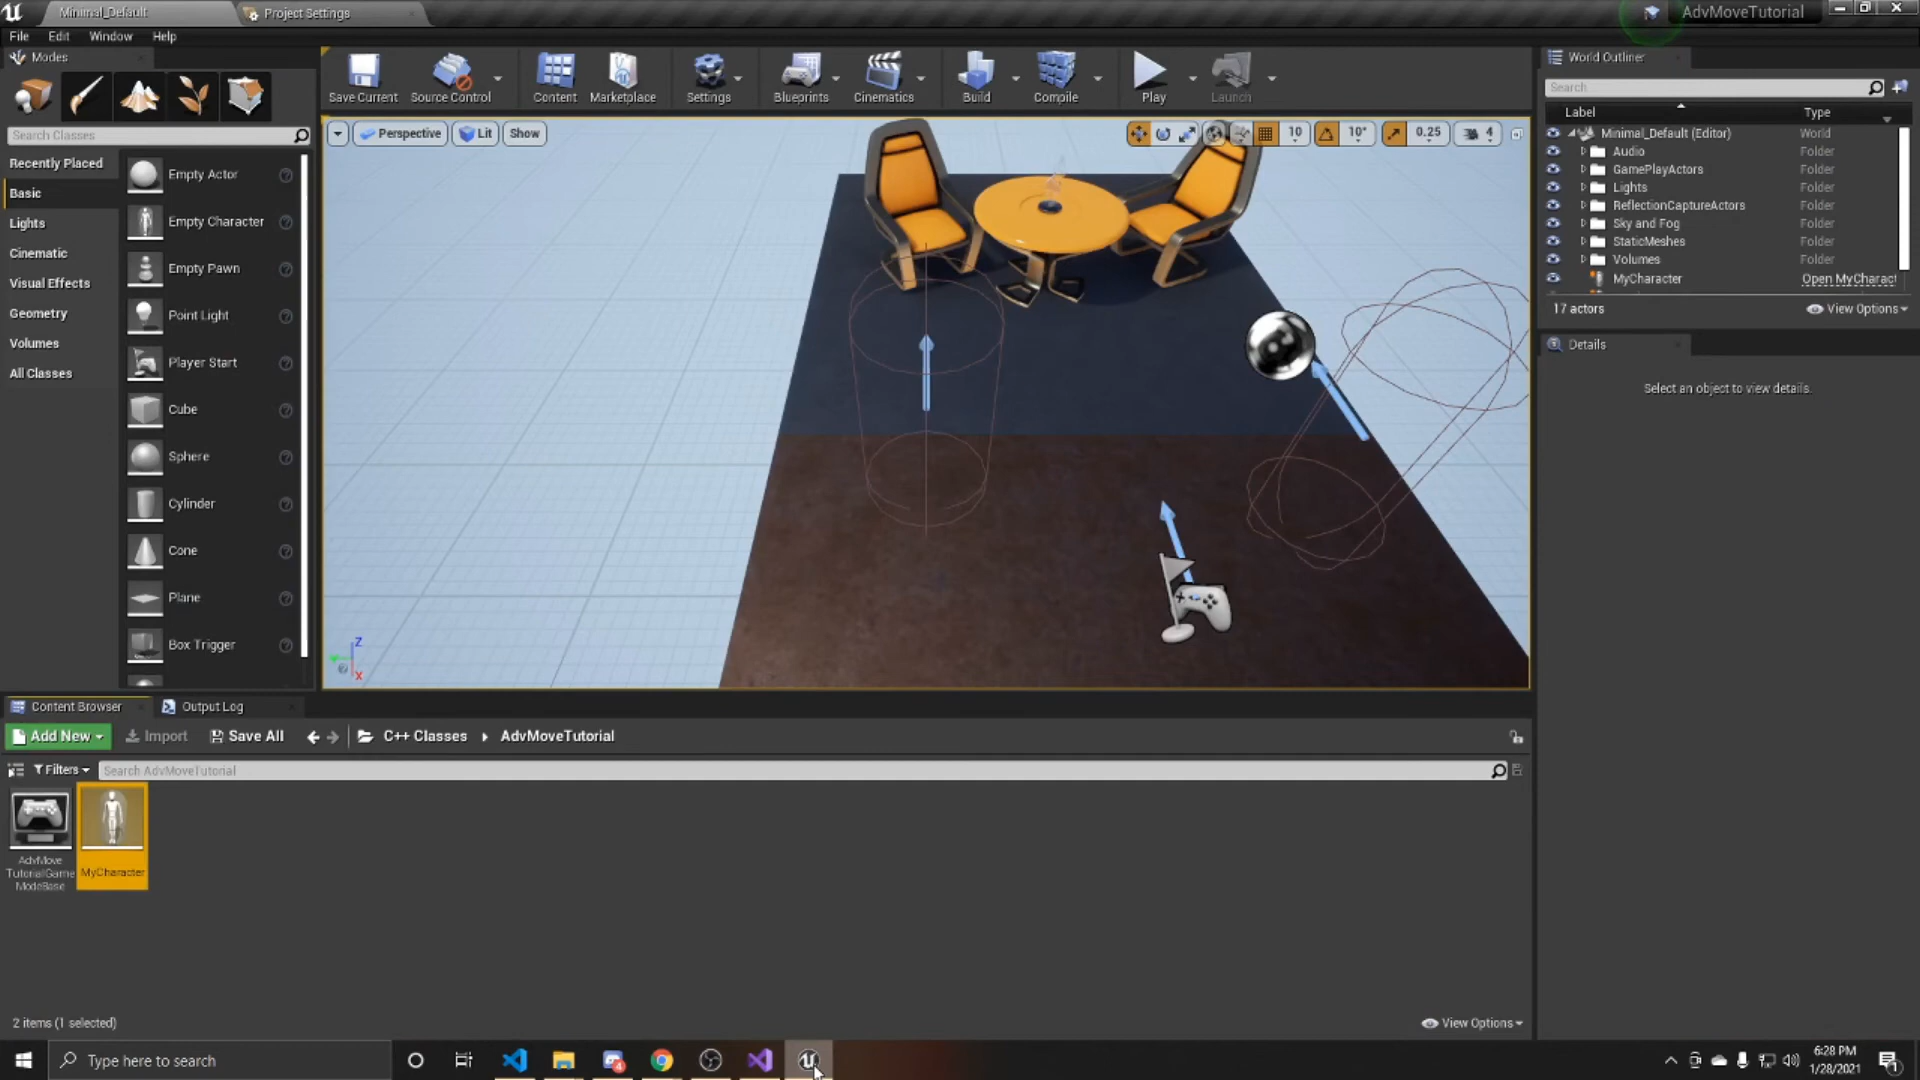 Minimal_Default
Project Settings
AdvMoveTutorial
File Edit Window Help
Modes
Save Current
Source Control
Content
Marketplace
Settings
Blueprints
Cinematics
Build
Compile
Play
Launch
World Outliner
Search...
Label Type
Minimal_Default (Editor) World
Audio Folder
GamePlayActors Folder
Lights Folder
ReflectionCaptureActors Folder
Sky and Fog Folder
StaticMeshes Folder
Volumes Folder
MyCharacter Open MyCharact
17 actors
View Options
Details
Select an object to view details.
Search Classes
Recently Placed
Basic
Lights
Cinematic
Visual Effects
Geometry
Volumes
All Classes
Empty Actor
Empty Character
Empty Pawn
Point Light
Player Start
Cube
Sphere
Cylinder
Cone
Plane
Box Trigger
Perspective
Lit
Show
10
10°
0.25
4
Z
X
Content Browser
Output Log
Add New
Import
Save All
C++ Classes
AdvMoveTutorial
Filters
Search AdvMoveTutorial
AdvMove
TutorialGame
ModeBase
MyCharacter
2 items (1 selected)
View Options
Type here to search
4
6:28 PM
1/28/2021
1